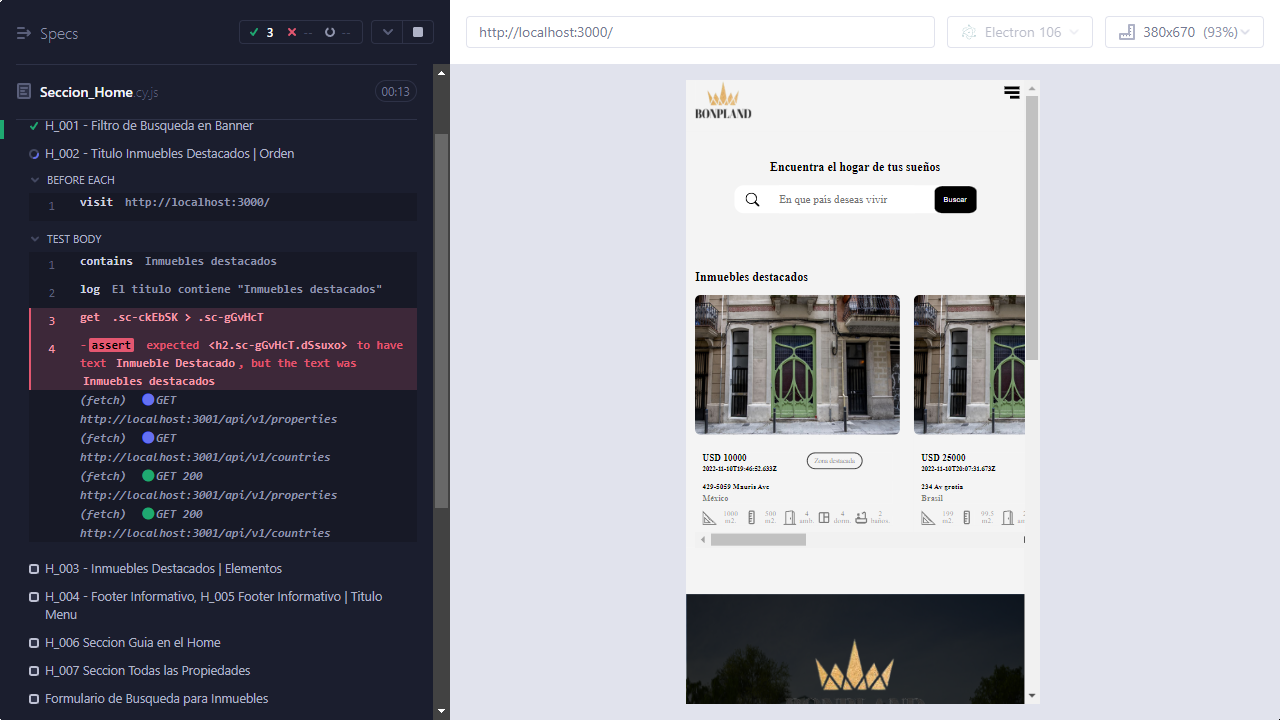 Specs
3 -- --
Seccion_Home.cy.js
00:13
H_001 - Filtro de Busqueda en Banner
H_002 - Titulo Inmuebles Destacados | Orden
BEFORE EACH
1 visit http://localhost:3000/
TEST BODY
1 contains Inmuebles destacados
2 log El titulo contiene "Inmuebles destacados"
3 get .sc-ckEbSK > .sc-gGvHcT
4 -assert expected <h2.sc-gGvHcT.dSsuxo> to have
text Inmueble Destacado, but the text was
Inmuebles destacados
(fetch) GET
http://localhost:3001/api/v1/properties
(fetch) GET
http://localhost:3001/api/v1/countries
(fetch) GET 200
http://localhost:3001/api/v1/properties
(fetch) GET 200
http://localhost:3001/api/v1/countries
H_003 - Inmuebles Destacados | Elementos
H_004 - Footer Informativo, H_005 Footer Informativo | Titulo
Menu
H_006 Seccion Guia en el Home
H_007 Seccion Todas las Propiedades
Formulario de Busqueda para Inmuebles
http://localhost:3000/
Electron 106
380x670 (93%)
BONPLAND
Encuentra el hogar de tus sueños
En que país deseas vivir
Buscar
Inmuebles destacados
USD 10000
Zona destacada
2022-11-10T19:46:52.633Z
429-5059 Mauris Ave
México
1000 m2. 500 m2. 4 amb. 4 dorm. 2 baños.
USD 25000
2022-11-10T20:07:31.673Z
234 Av gratia
Brasil
199 m2. 99.5 m2.
BONPLAND